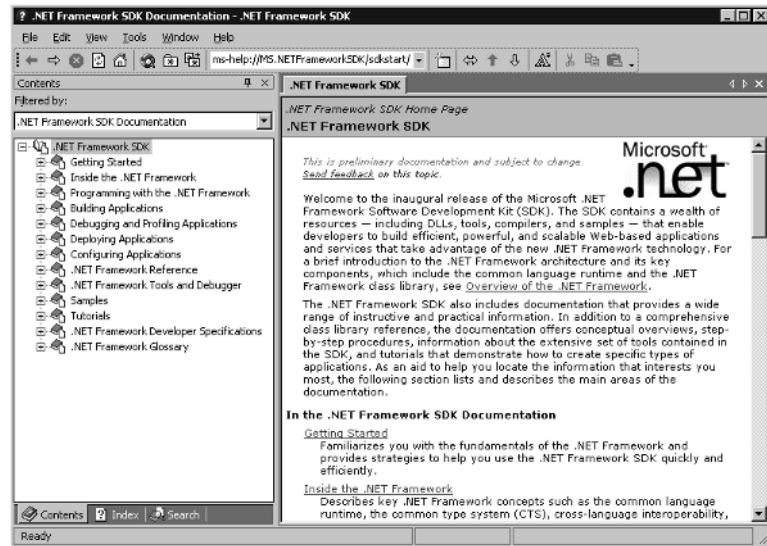 .NET Framework SDK Documentation - .NET Framework SDK
File Edit View Tools Window Help
ms-help://MS.NETFrameworkSDK/sdkstart/
Contents
Filtered by:
.NET Framework SDK Documentation
.NET Framework SDK
Getting Started
Inside the .NET Framework
Programming with the .NET Framework
Building Applications
Debugging and Profiling Applications
Deploying Applications
Configuring Applications
.NET Framework Reference
.NET Framework Tools and Debugger
Samples
Tutorials
.NET Framework Developer Specifications
.NET Framework Glossary
Contents Index Search
.NET Framework SDK
.NET Framework SDK Home Page
.NET Framework SDK
Microsoft
.net
This is preliminary documentation and subject to change.
Send feedback on this topic.
Welcome to the inaugural release of the Microsoft .NET
Framework Software Development Kit (SDK). The SDK contains a wealth of
resources — including DLLs, tools, compilers, and samples — that enable
developers to build efficient, powerful, and scalable Web-based applications
and services that take advantage of the new .NET Framework technology. For
a brief introduction to the .NET Framework architecture and its key
components, which include the common language runtime and the .NET
Framework class library, see Overview of the .NET Framework.
The .NET Framework SDK also includes documentation that provides a wide
range of instructive and practical information. In addition to a comprehensive
class library reference, the documentation offers conceptual overviews, step-
by-step procedures, information about the extensive set of tools contained in
the SDK, and tutorials that demonstrate how to create specific types of
applications. As an aid to help you locate the information that interests you
most, the following section lists and describes the main areas of the
documentation.
In the .NET Framework SDK Documentation
Getting Started
Familiarizes you with the fundamentals of the .NET Framework and
provides strategies to help you use the .NET Framework SDK quickly and
efficiently.
Inside the .NET Framework
Describes key .NET Framework concepts such as the common language
runtime, the common type system (CTS), cross-language interoperability,
Ready